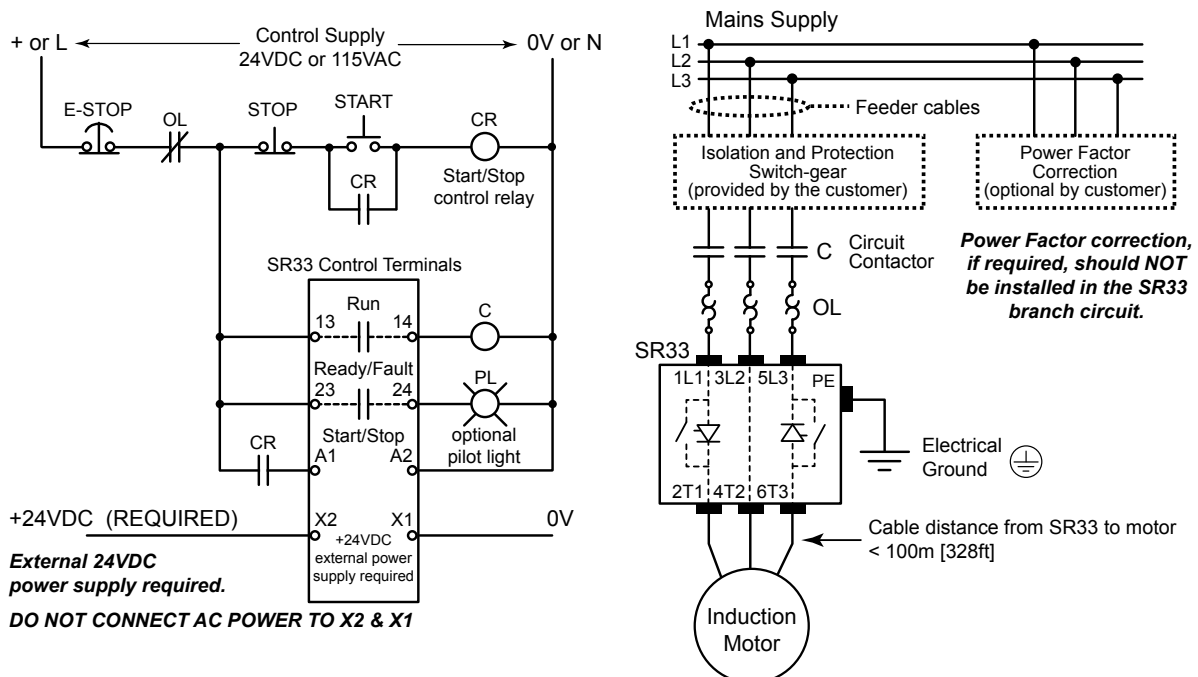 + or L
Control Supply
24VDC or 115VAC
0V or N
E-STOP
OL
STOP
START
CR
CR
Start/Stop
control relay
SR33 Control Terminals
Run
13
14
C
Ready/Fault
23
24
PL
optional
pilot light
CR
Start/Stop
A1
A2
+24VDC (REQUIRED)
X2
X1
0V
+24VDC
external power
supply required
External 24VDC
power supply required.
DO NOT CONNECT AC POWER TO X2 & X1
Mains Supply
L1
L2
L3
Feeder cables
Isolation and Protection
Switch-gear
(provided by the customer)
Power Factor
Correction
(optional by customer)
C
Circuit
Contactor
Power Factor correction,
if required, should NOT
be installed in the SR33
branch circuit.
OL
SR33
1L1
3L2
5L3
PE
Electrical
Ground
2T1
4T2
6T3
Cable distance from SR33 to motor
< 100m [328ft]
Induction
Motor